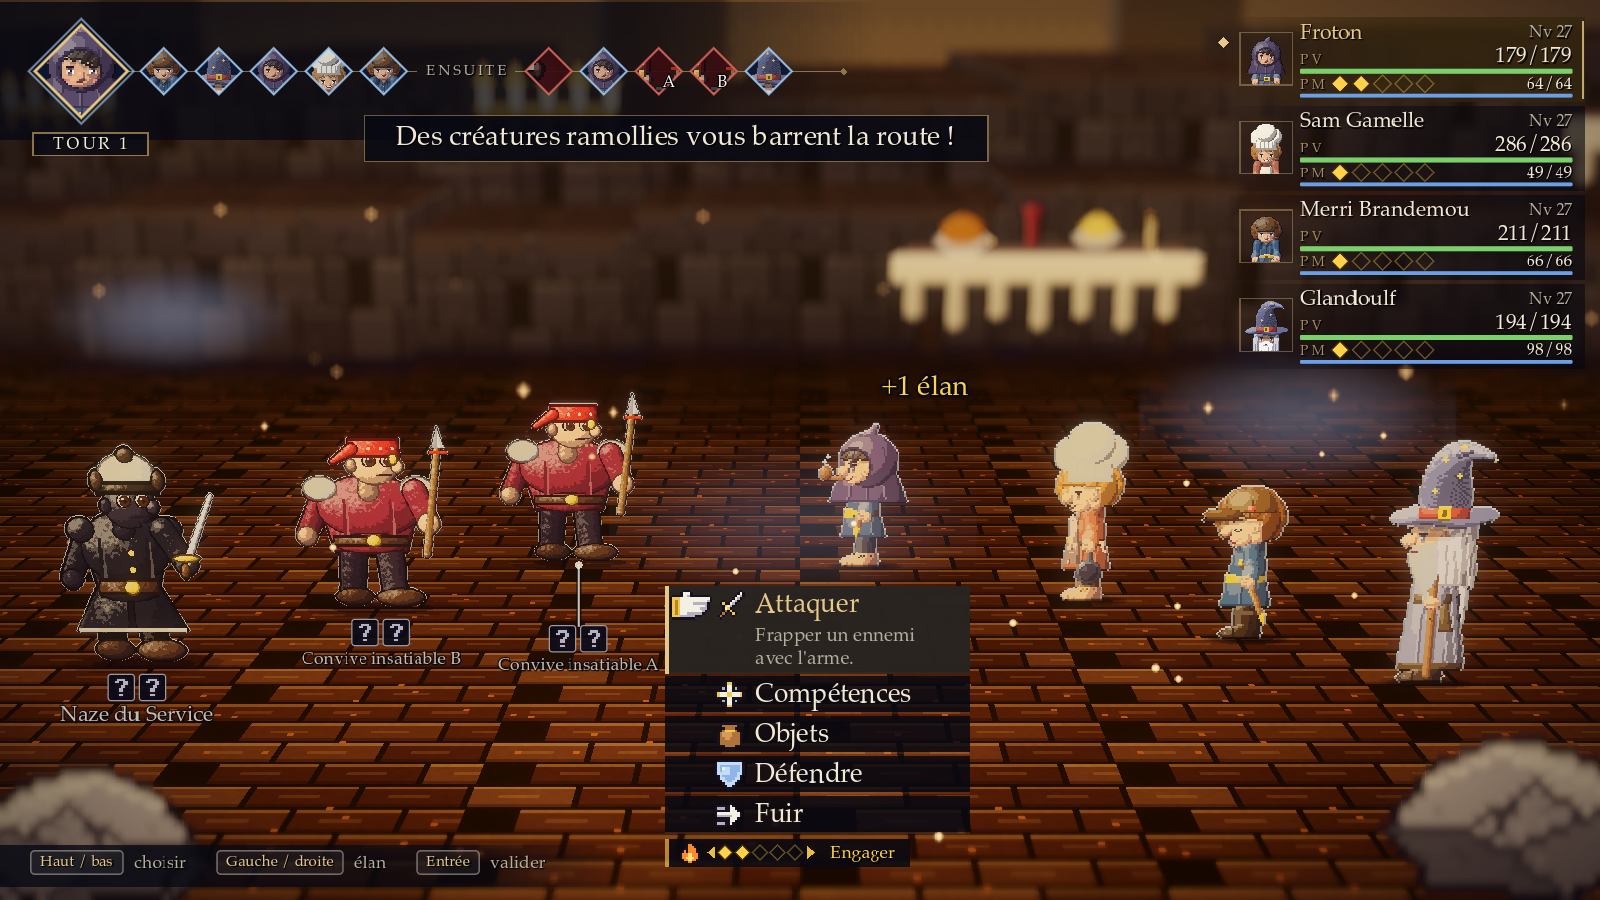 ENSUITE
A
B
TOUR 1
Des créatures ramollies vous barrent la route !
Froton
Nv 27
PV
179/179
PM
64/64
Sam Gamelle
Nv 27
PV
286/286
PM
49/49
Merri Brandemou
Nv 27
PV
211/211
PM
66/66
Glandoulf
Nv 27
PV
194/194
PM
98/98
+1 élan
? ?
Convive insatiable B
? ?
Convive insatiable A
? ?
Naze du Service
Attaquer
Frapper un ennemi
avec l'arme.
Compétences
Objets
Défendre
Fuir
Engager
Haut / bas choisir Gauche / droite élan Entrée valider